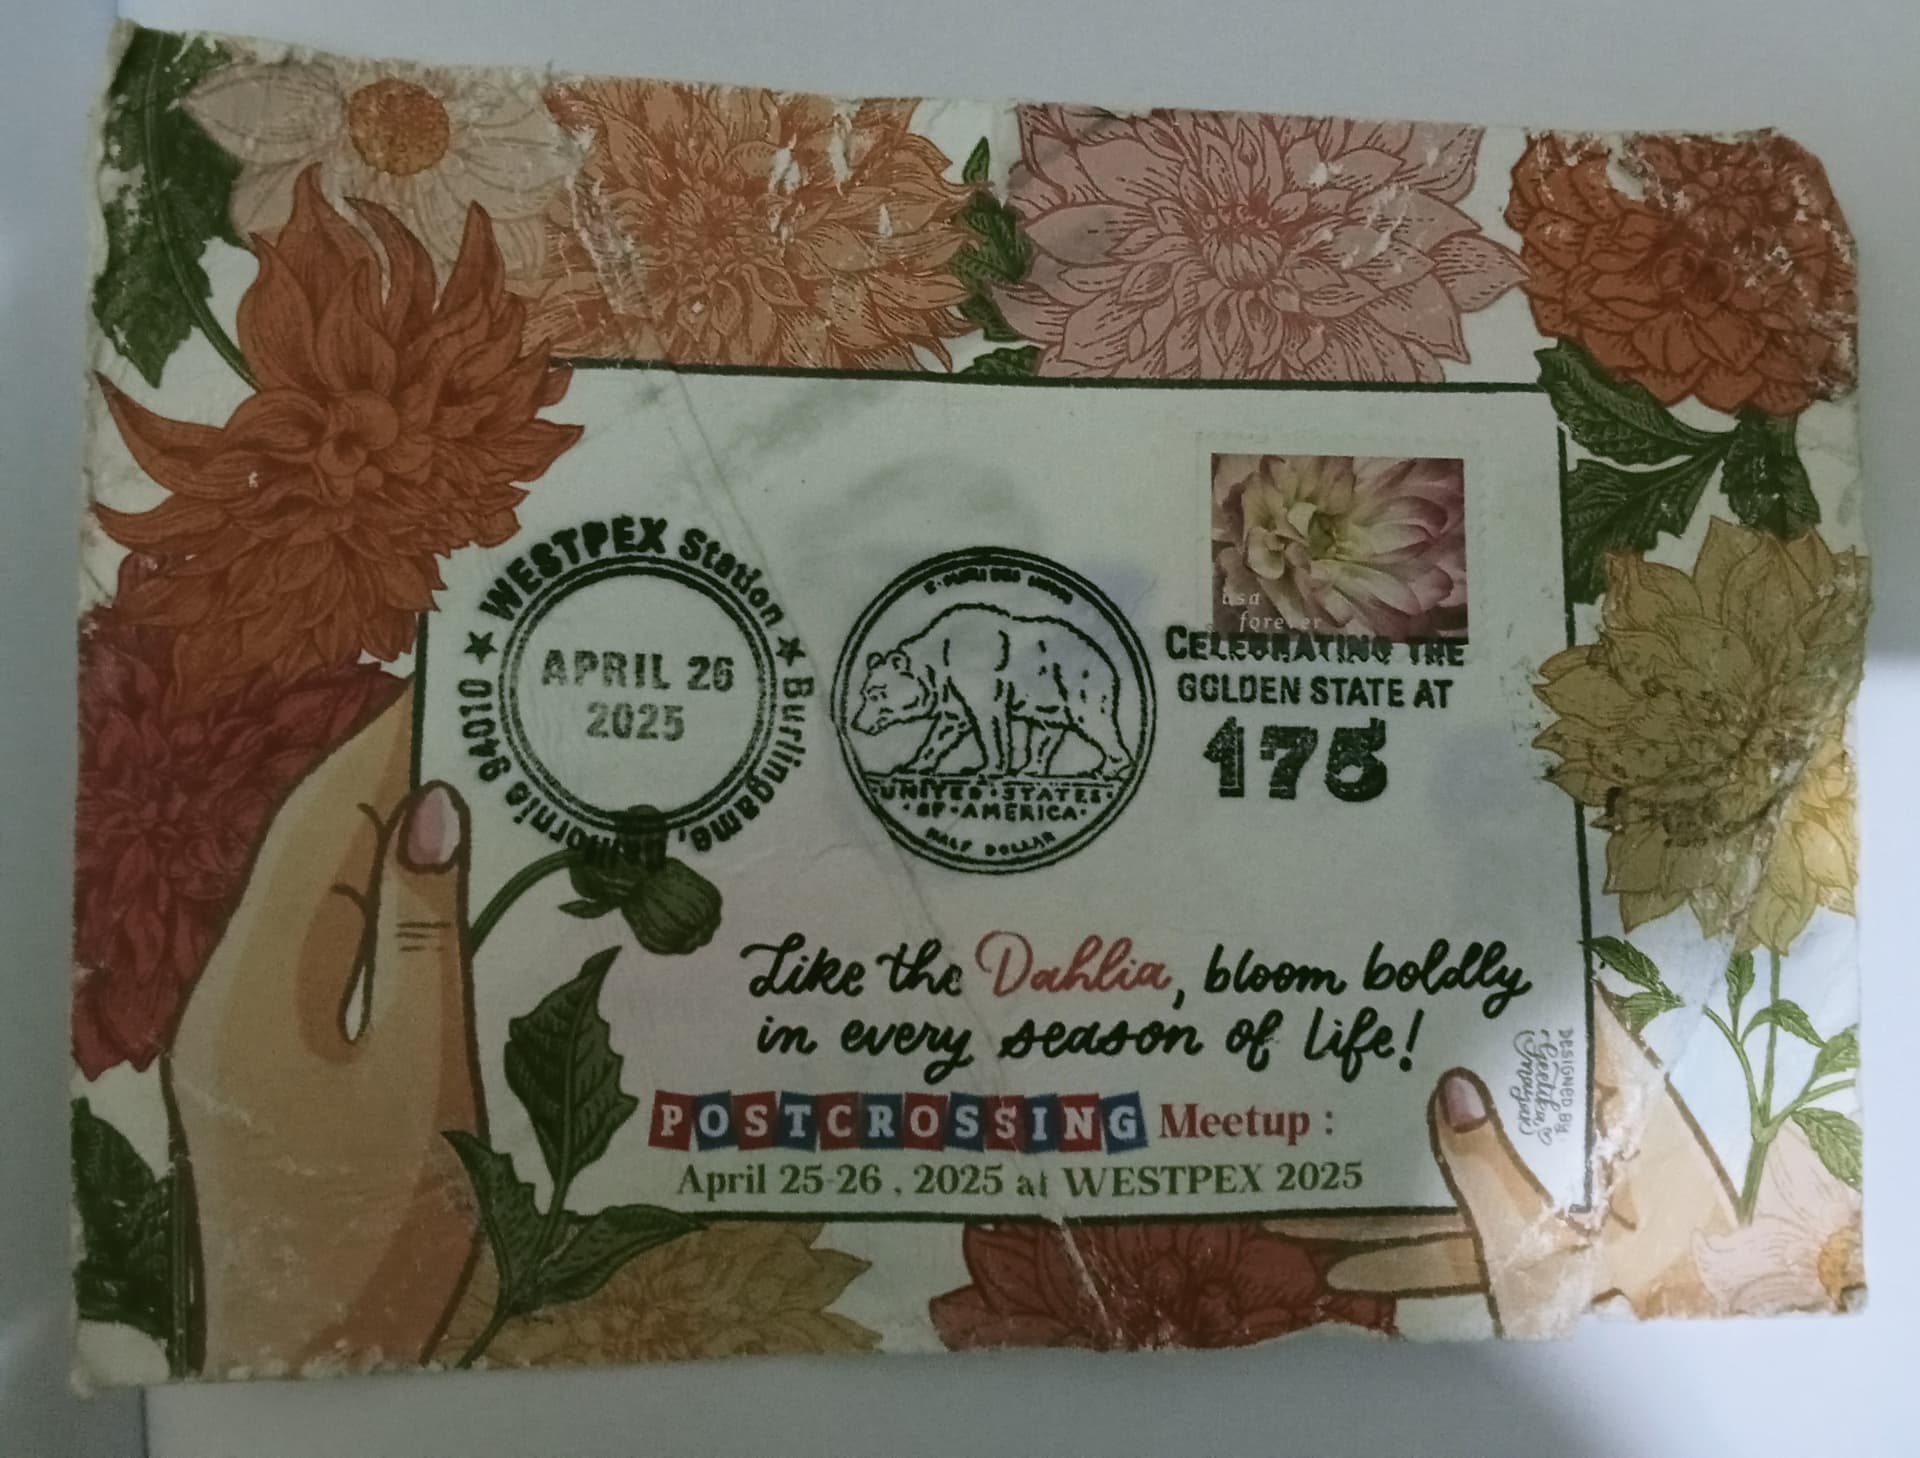 WESTPEX Station ★ Burlingame, California 94010 ★
APRIL 26
2025
E·PLURIBUS UNUM
UNITED·STATES·
·OF·AMERICA·
HALF DOLLAR
usa
forever
CELEBRATING THE
GOLDEN STATE AT
175
Like the Dahlia, bloom boldly
in every season of life!
POSTCROSSING Meetup :
April 25-26 , 2025 at WESTPEX 2025
DESIGNED BY